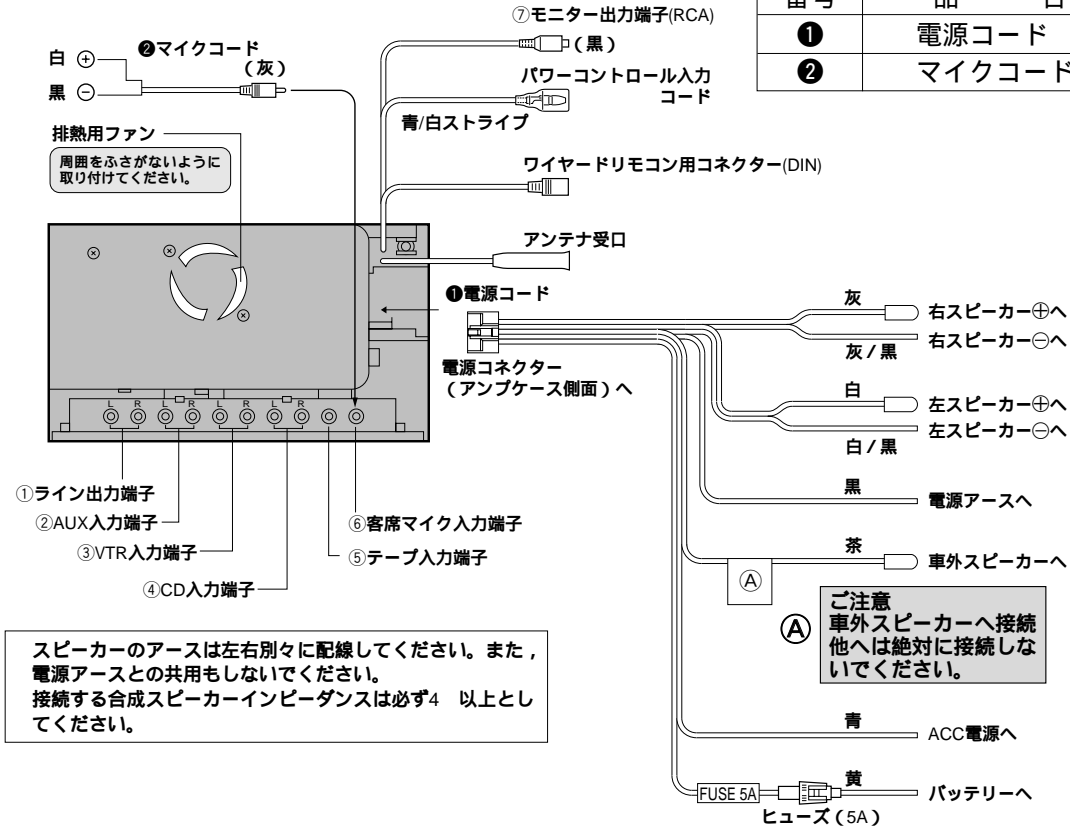 ⑦モニター出力端子(RCA)
(黒)
❷マイクコード
(灰)
白 ⊕
黒 ⊖
番号 品 名
❶ 電源コード
❷ マイクコード
パワーコントロール入力
コード
青/白ストライプ
排熱用ファン
周囲をふさがないように
取り付けてください。
ワイヤードリモコン用コネクター(DIN)
アンテナ受口
❶電源コード
電源コネクター
(アンプケース側面)へ
灰
右スピーカー⊕へ
灰/黒
右スピーカー⊖へ
白
左スピーカー⊕へ
左スピーカー⊖へ
白/黒
黒
電源アースへ
茶
車外スピーカーへ
Ⓐ
L R L R L R L R
①ライン出力端子
②AUX入力端子
③VTR入力端子
④CD入力端子
⑥客席マイク入力端子
⑤テープ入力端子
Ⓐ
ご注意
車外スピーカーへ接続
他へは絶対に接続しな
いでください。
スピーカーのアースは左右別々に配線してください。また,
電源アースとの共用もしないでください。
接続する合成スピーカーインピーダンスは必ず4 以上とし
てください。
青
ACC電源へ
黄
FUSE 5A
バッテリーへ
ヒューズ(5A)